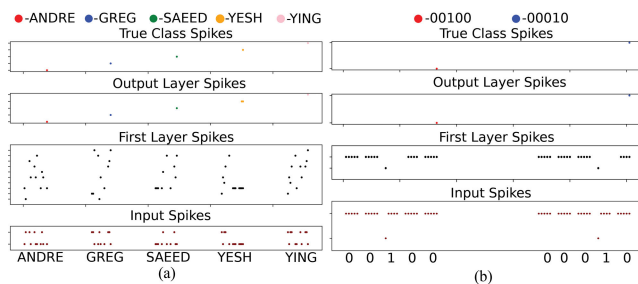 -ANDRE -GREG -SAEED -YESH -YING
True Class Spikes
Output Layer Spikes
First Layer Spikes
Input Spikes
ANDRE GREG SAEED YESH YING
(a)
-00100 -00010
True Class Spikes
Output Layer Spikes
First Layer Spikes
Input Spikes
0 0 1 0 0 0 0 0 1 0
(b)